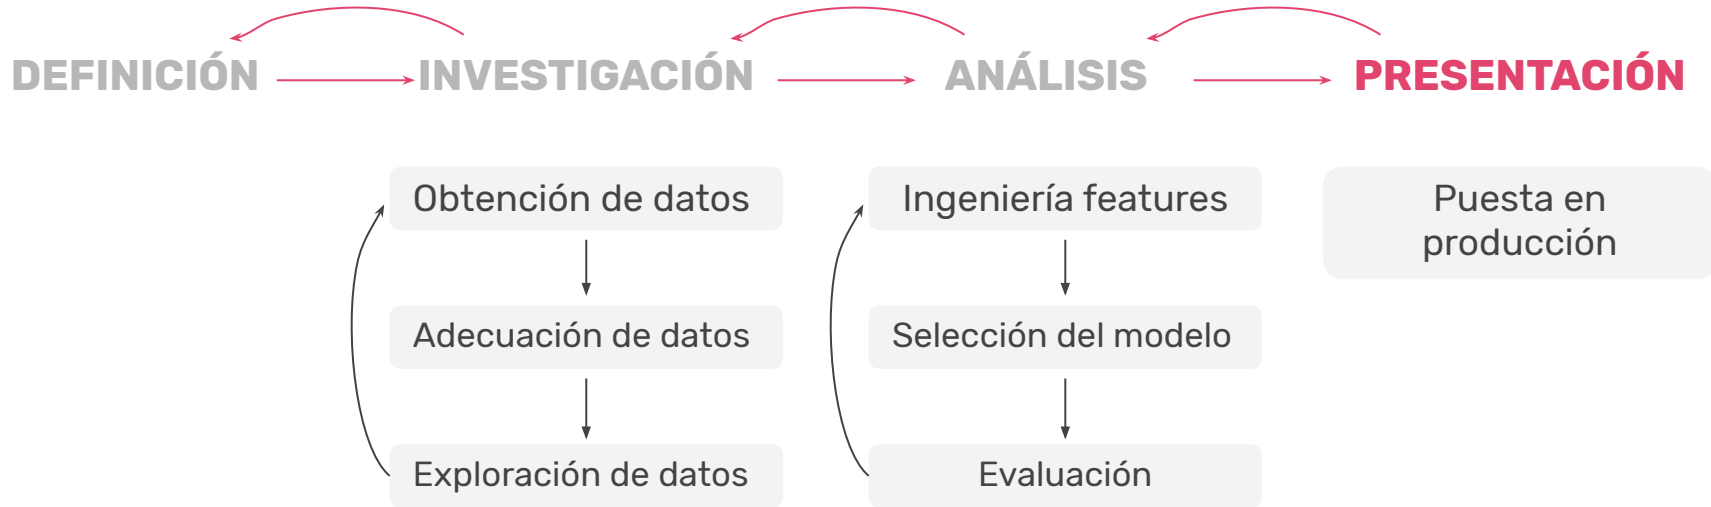 DEFINICIÓN
INVESTIGACIÓN
ANÁLISIS
PRESENTACIÓN
Obtención de datos
Adecuación de datos
Exploración de datos
Ingeniería features
Selección del modelo
Evaluación
Puesta en
producción